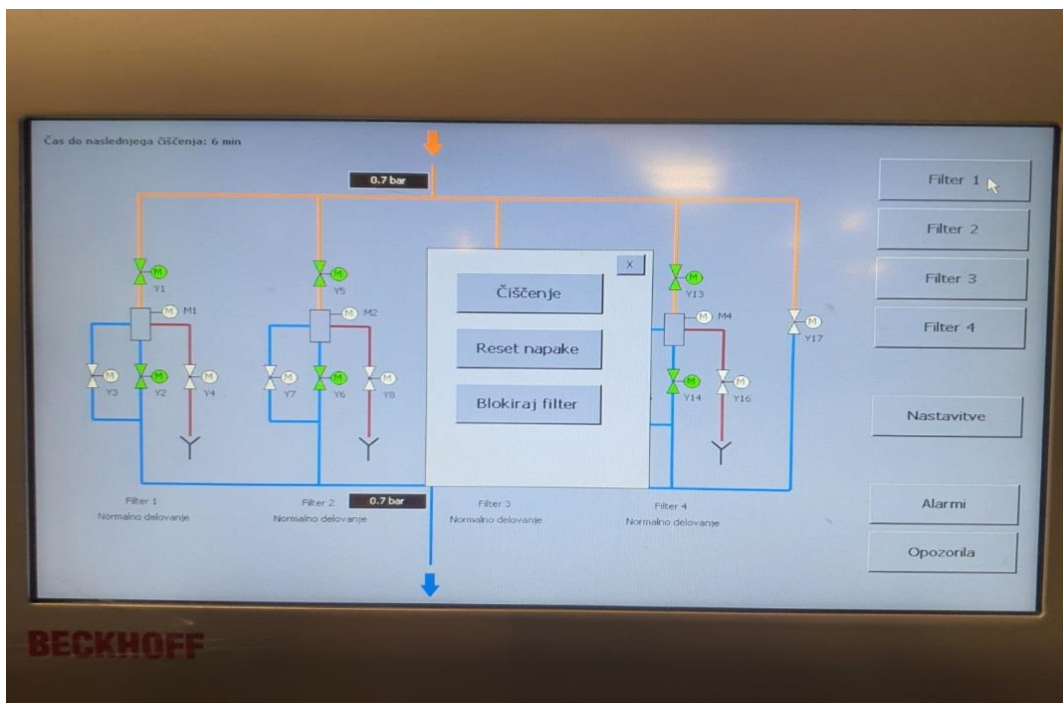 Čas do naslednjega čiščenja: 6 min
0.7 bar
Filter 1
Filter 2
Filter 3
Filter 4
Nastavitve
Alarmi
Opozorila
X
Čiščenje
Reset napake
Blokiraj filter
M
Y1
M
Y5
M
Y13
M
M1
M
M2
M
M4
M
Y17
M
Y3
M
Y2
M
Y4
M
Y7
M
Y6
M
Y8
M
Y14
M
Y16
Filter 1
Normalno delovanje
Filter 2
Normalno delovanje
0.7 bar
Filter 3
Normalno delovanje
Filter 4
Normalno delovanje
BECKHOFF